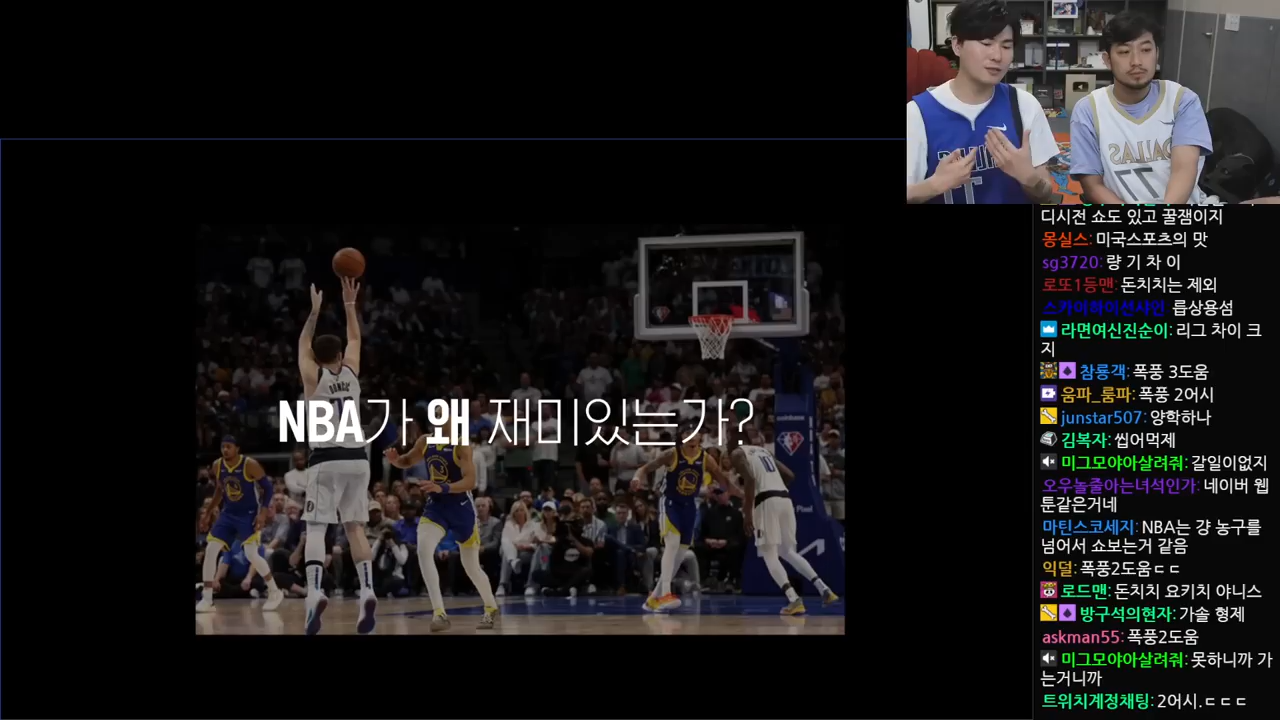 NBA가 왜 재미있는가?
DONCIC
DALLAS
77
디시전 쇼도 있고 꿀잼이지
몽실스: 미국스포츠의 맛
sg3720: 량 기 차 이
로또1등맨: 돈치치는 제외
스카이하이선샤인: 륩상용섬
라면여신진순이: 리그 차이 크
지
참룡객: 폭풍 3도움
움파_룸파: 폭풍 2어시
junstar507: 양학하나
김복자: 씹어먹제
미그모야아살려줘: 갈일이없지
오우놀줄아는녀석인가: 네이버 웹
툰같은거네
마틴스코세지: NBA는 걍 농구를
넘어서 쇼보는거 같음
익덜: 폭풍2도움ㄷㄷ
로드맨: 돈치치 요키치 야니스
방구석의현자: 가솔 형제
askman55: 폭풍2도움
미그모야아살려줘: 못하니까 가
는거니까
트위치계정채팅: 2어시.ㄷㄷㄷ